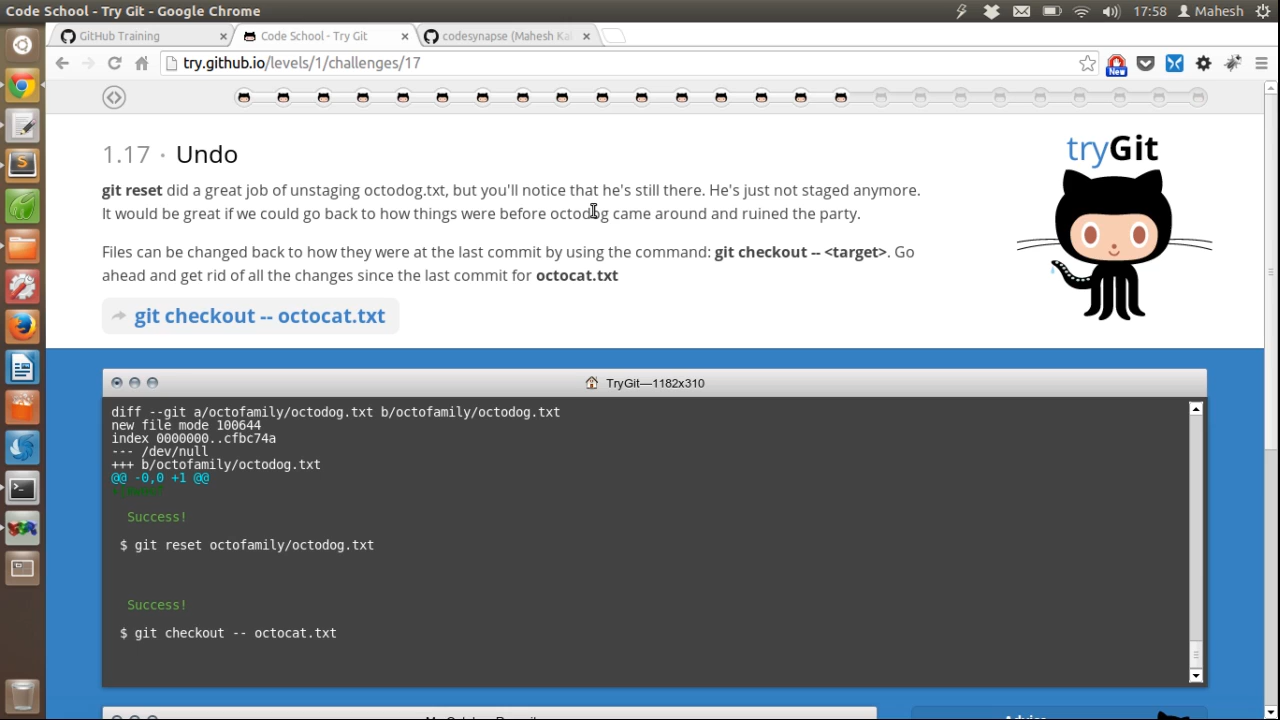 Code School - Try Git - Google Chrome
17:58 Mahesh
GitHub Training
Code School - Try Git
codesynapse (Mahesh
try.github.io/levels/1/challenges/17
New
1.17 · Undo
tryGit
git reset did a great job of unstaging octodog.txt, but you'll notice that he's still there. He's just not staged anymore.
It would be great if we could go back to how things were before octodog came around and ruined the party.
Files can be changed back to how they were at the last commit by using the command: git checkout -- <target>. Go
ahead and get rid of all the changes since the last commit for octocat.txt
git checkout -- octocat.txt
TryGit—1182x310
diff --git a/octofamily/octodog.txt b/octofamily/octodog.txt
new file mode 100644
index 0000000..cfbc74a
--- /dev/null
+++ b/octofamily/octodog.txt
@@ -0,0 +1 @@
Success!
$ git reset octofamily/octodog.txt
Success!
$ git checkout -- octocat.txt